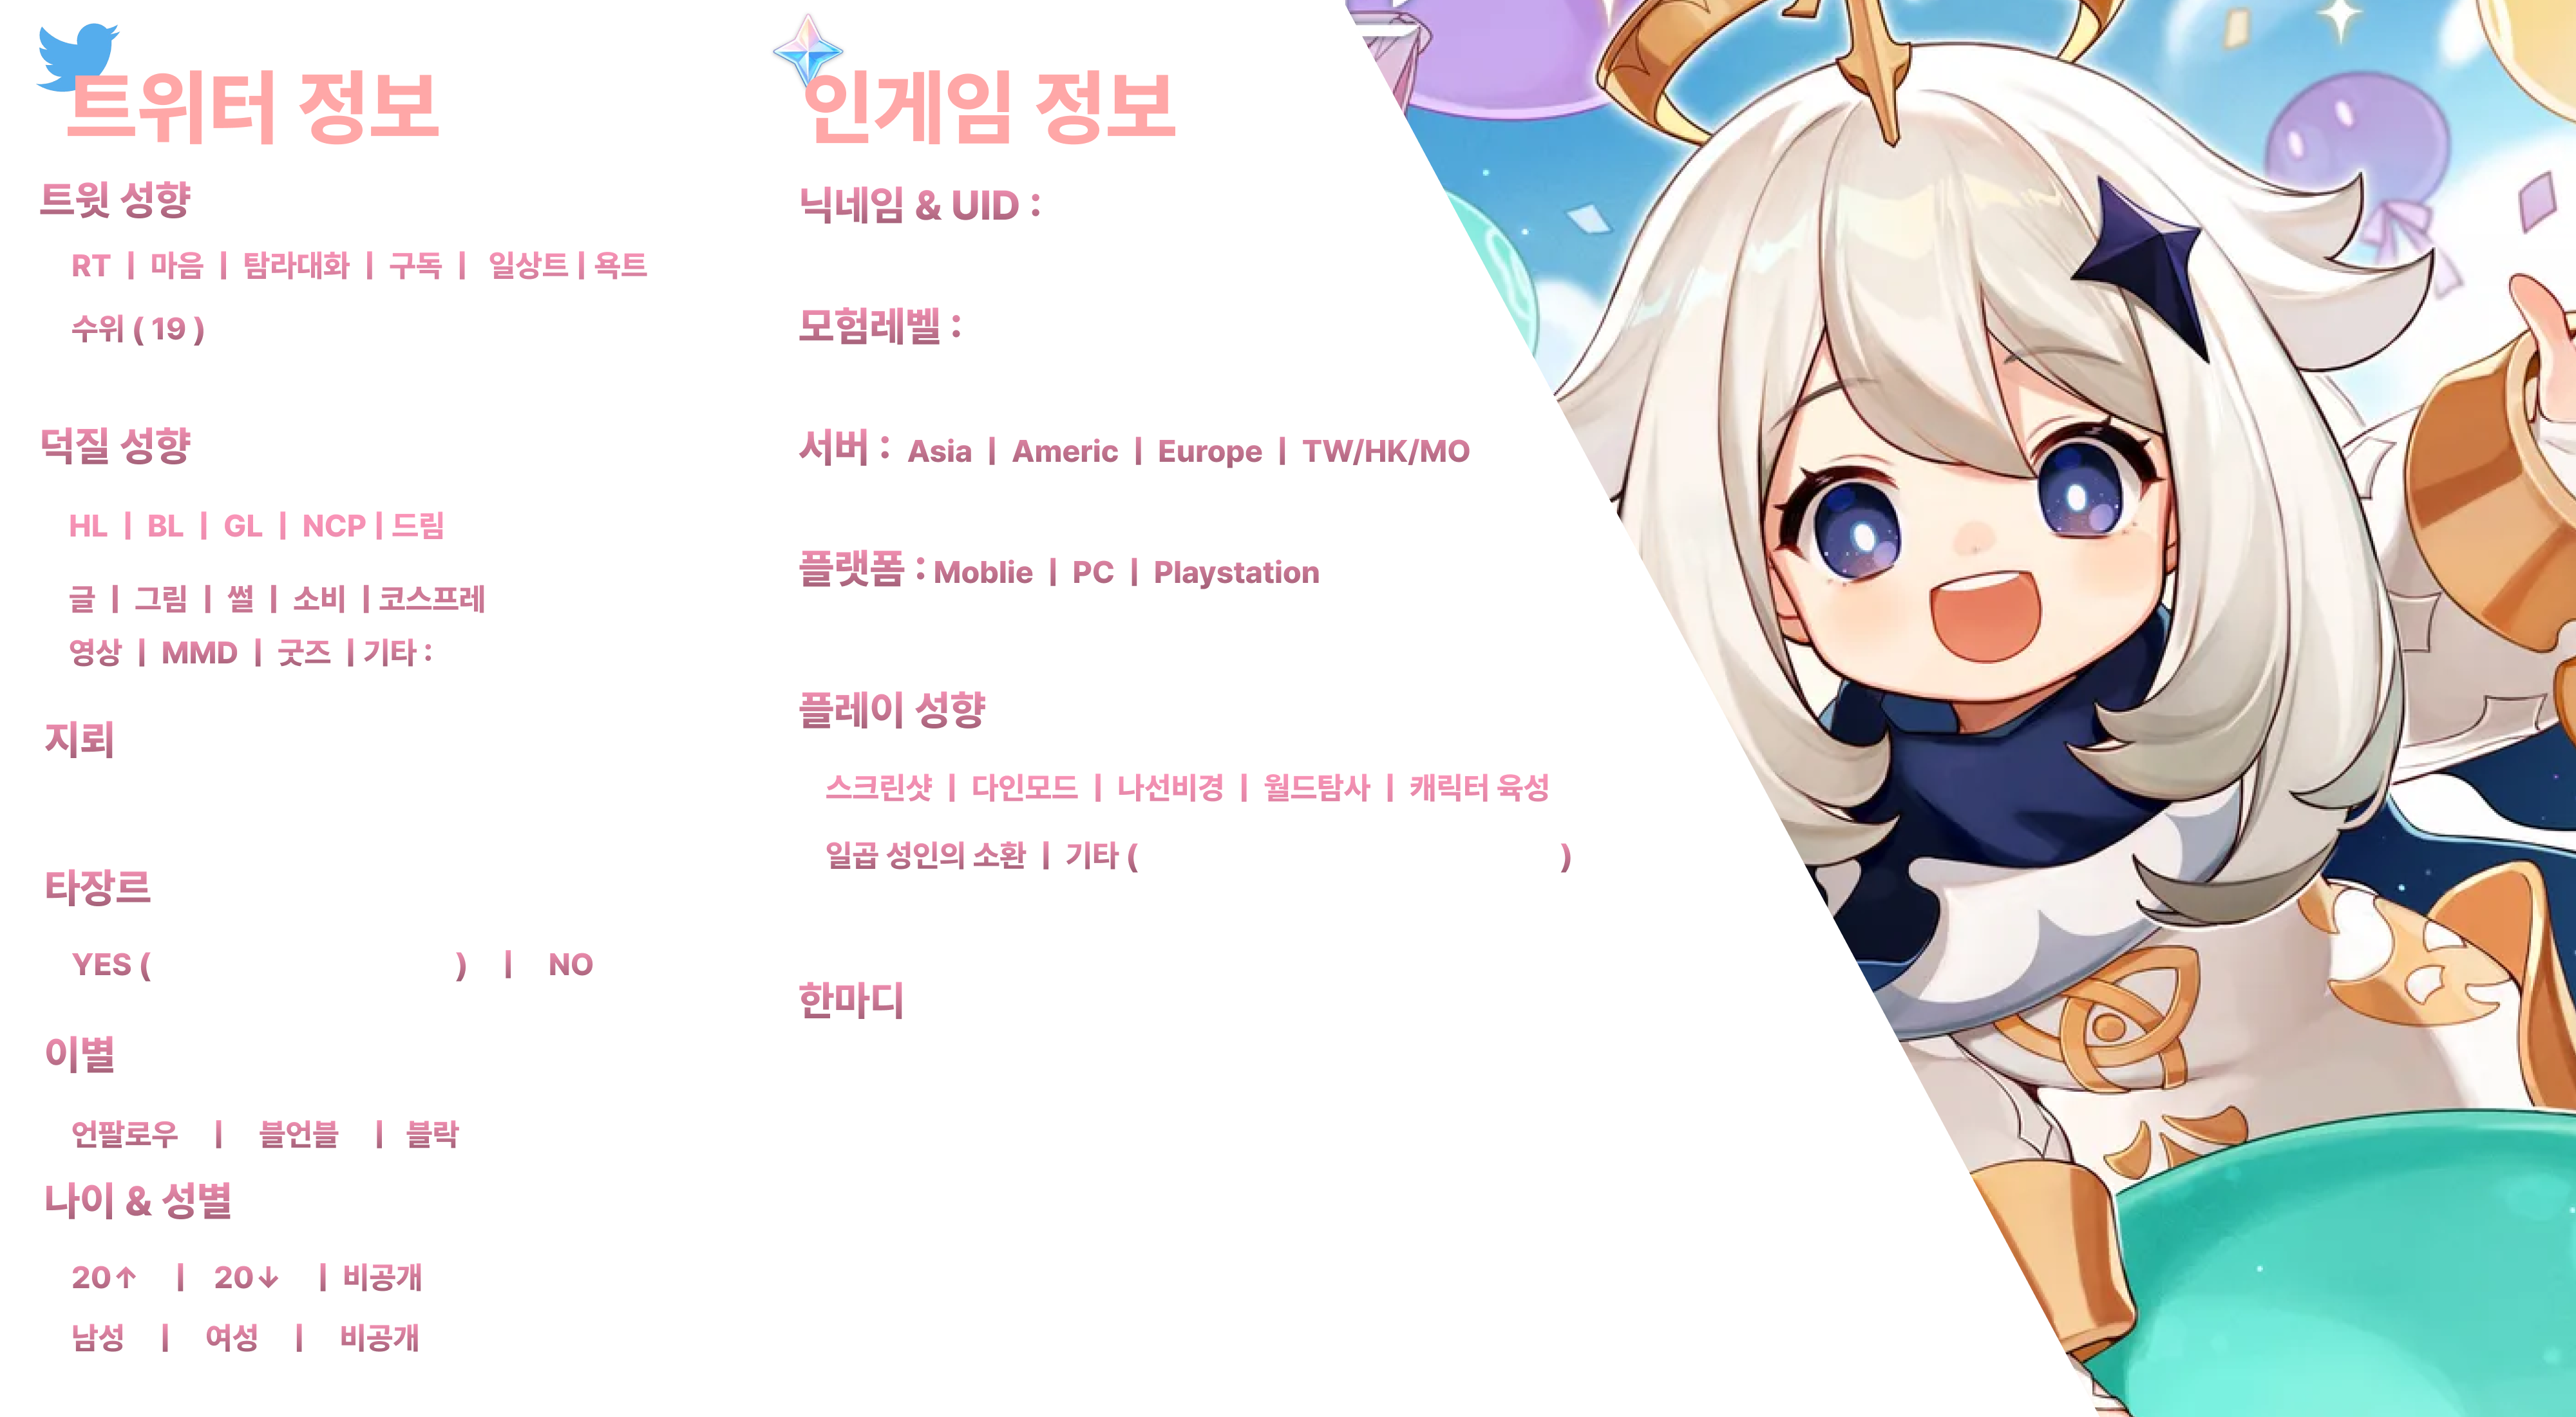 트위터 정보
트윗 성향
RT | 마음 | 탐라대화 | 구독 | 일상트 | 욕트
수위 ( 19 )
덕질 성향
HL | BL | GL | NCP | 드림
글 | 그림 | 썰 | 소비 | 코스프레
영상 | MMD | 굿즈 | 기타 :
지뢰
타장르
YES ( ) | NO
이별
언팔로우 | 블언블 | 블락
나이 & 성별
20↑ | 20↓ | 비공개
남성 | 여성 | 비공개
인게임 정보
닉네임 & UID :
모험레벨 :
서버 : Asia | Americ | Europe | TW/HK/MO
플랫폼 : Moblie | PC | Playstation
플레이 성향
스크린샷 | 다인모드 | 나선비경 | 월드탐사 | 캐릭터 육성
일곱 성인의 소환 | 기타 ( )
한마디